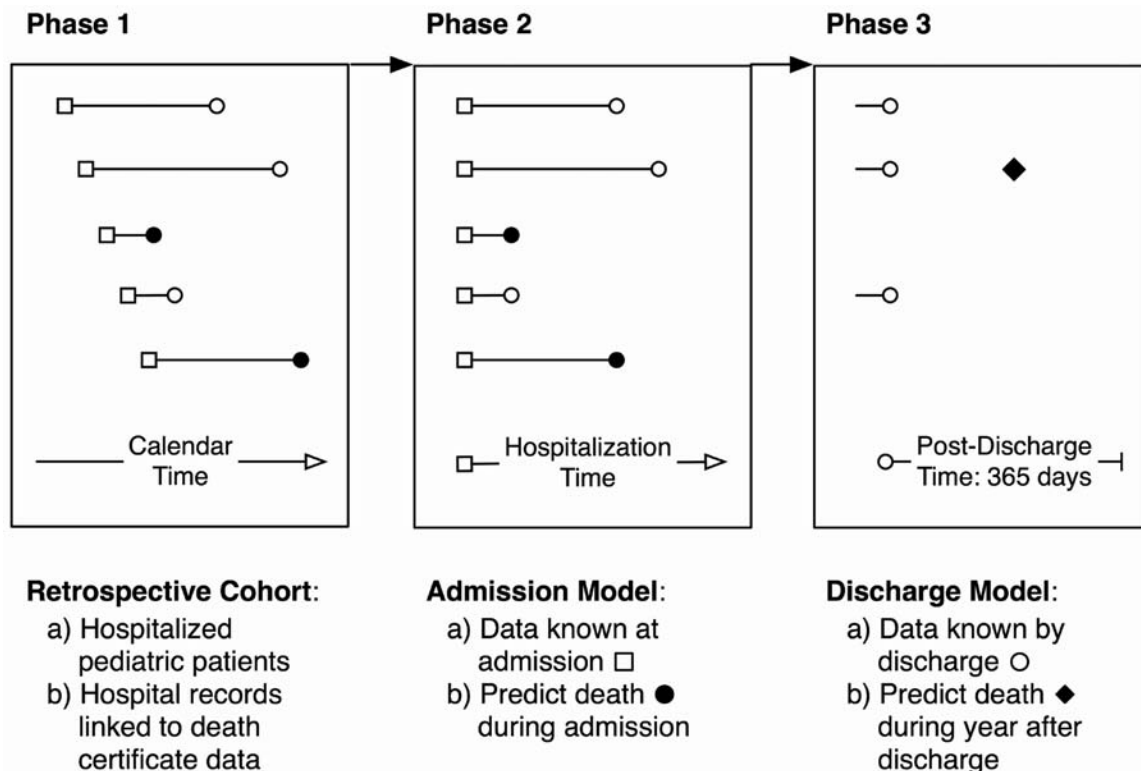 Phase 1
Phase 2
Phase 3
Calendar
Time
Hospitalization
Time
Post-Discharge
Time: 365 days
Retrospective Cohort:
a) Hospitalized
pediatric patients
b) Hospital records
linked to death
certificate data
Admission Model:
a) Data known at
admission □
b) Predict death ●
during admission
Discharge Model:
a) Data known by
discharge ○
b) Predict death ◆
during year after
discharge